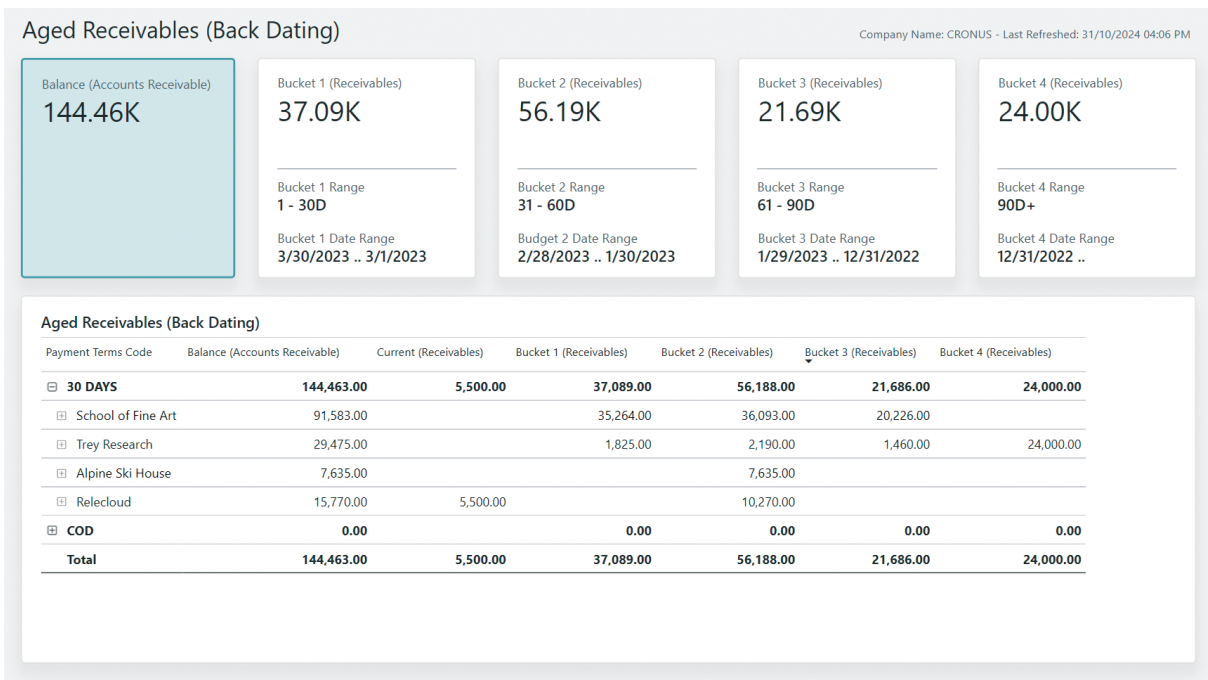 Aged Receivables (Back Dating)
Company Name: CRONUS - Last Refreshed: 31/10/2024 04:06 PM
Balance (Accounts Receivable)
144.46K
Bucket 1 (Receivables)
37.09K
Bucket 1 Range
1 - 30D
Bucket 1 Date Range
3/30/2023 .. 3/1/2023
Bucket 2 (Receivables)
56.19K
Bucket 2 Range
31 - 60D
Budget 2 Date Range
2/28/2023 .. 1/30/2023
Bucket 3 (Receivables)
21.69K
Bucket 3 Range
61 - 90D
Bucket 3 Date Range
1/29/2023 .. 12/31/2022
Bucket 4 (Receivables)
24.00K
Bucket 4 Range
90D+
Bucket 4 Date Range
12/31/2022 ..
Aged Receivables (Back Dating)
Payment Terms Code Balance (Accounts Receivable) Current (Receivables) Bucket 1 (Receivables) Bucket 2 (Receivables) Bucket 3 (Receivables) Bucket 4 (Receivables)
30 DAYS 144,463.00 5,500.00 37,089.00 56,188.00 21,686.00 24,000.00
School of Fine Art 91,583.00 35,264.00 36,093.00 20,226.00
Trey Research 29,475.00 1,825.00 2,190.00 1,460.00 24,000.00
Alpine Ski House 7,635.00 7,635.00
Relecloud 15,770.00 5,500.00 10,270.00
COD 0.00 0.00 0.00 0.00 0.00
Total 144,463.00 5,500.00 37,089.00 56,188.00 21,686.00 24,000.00